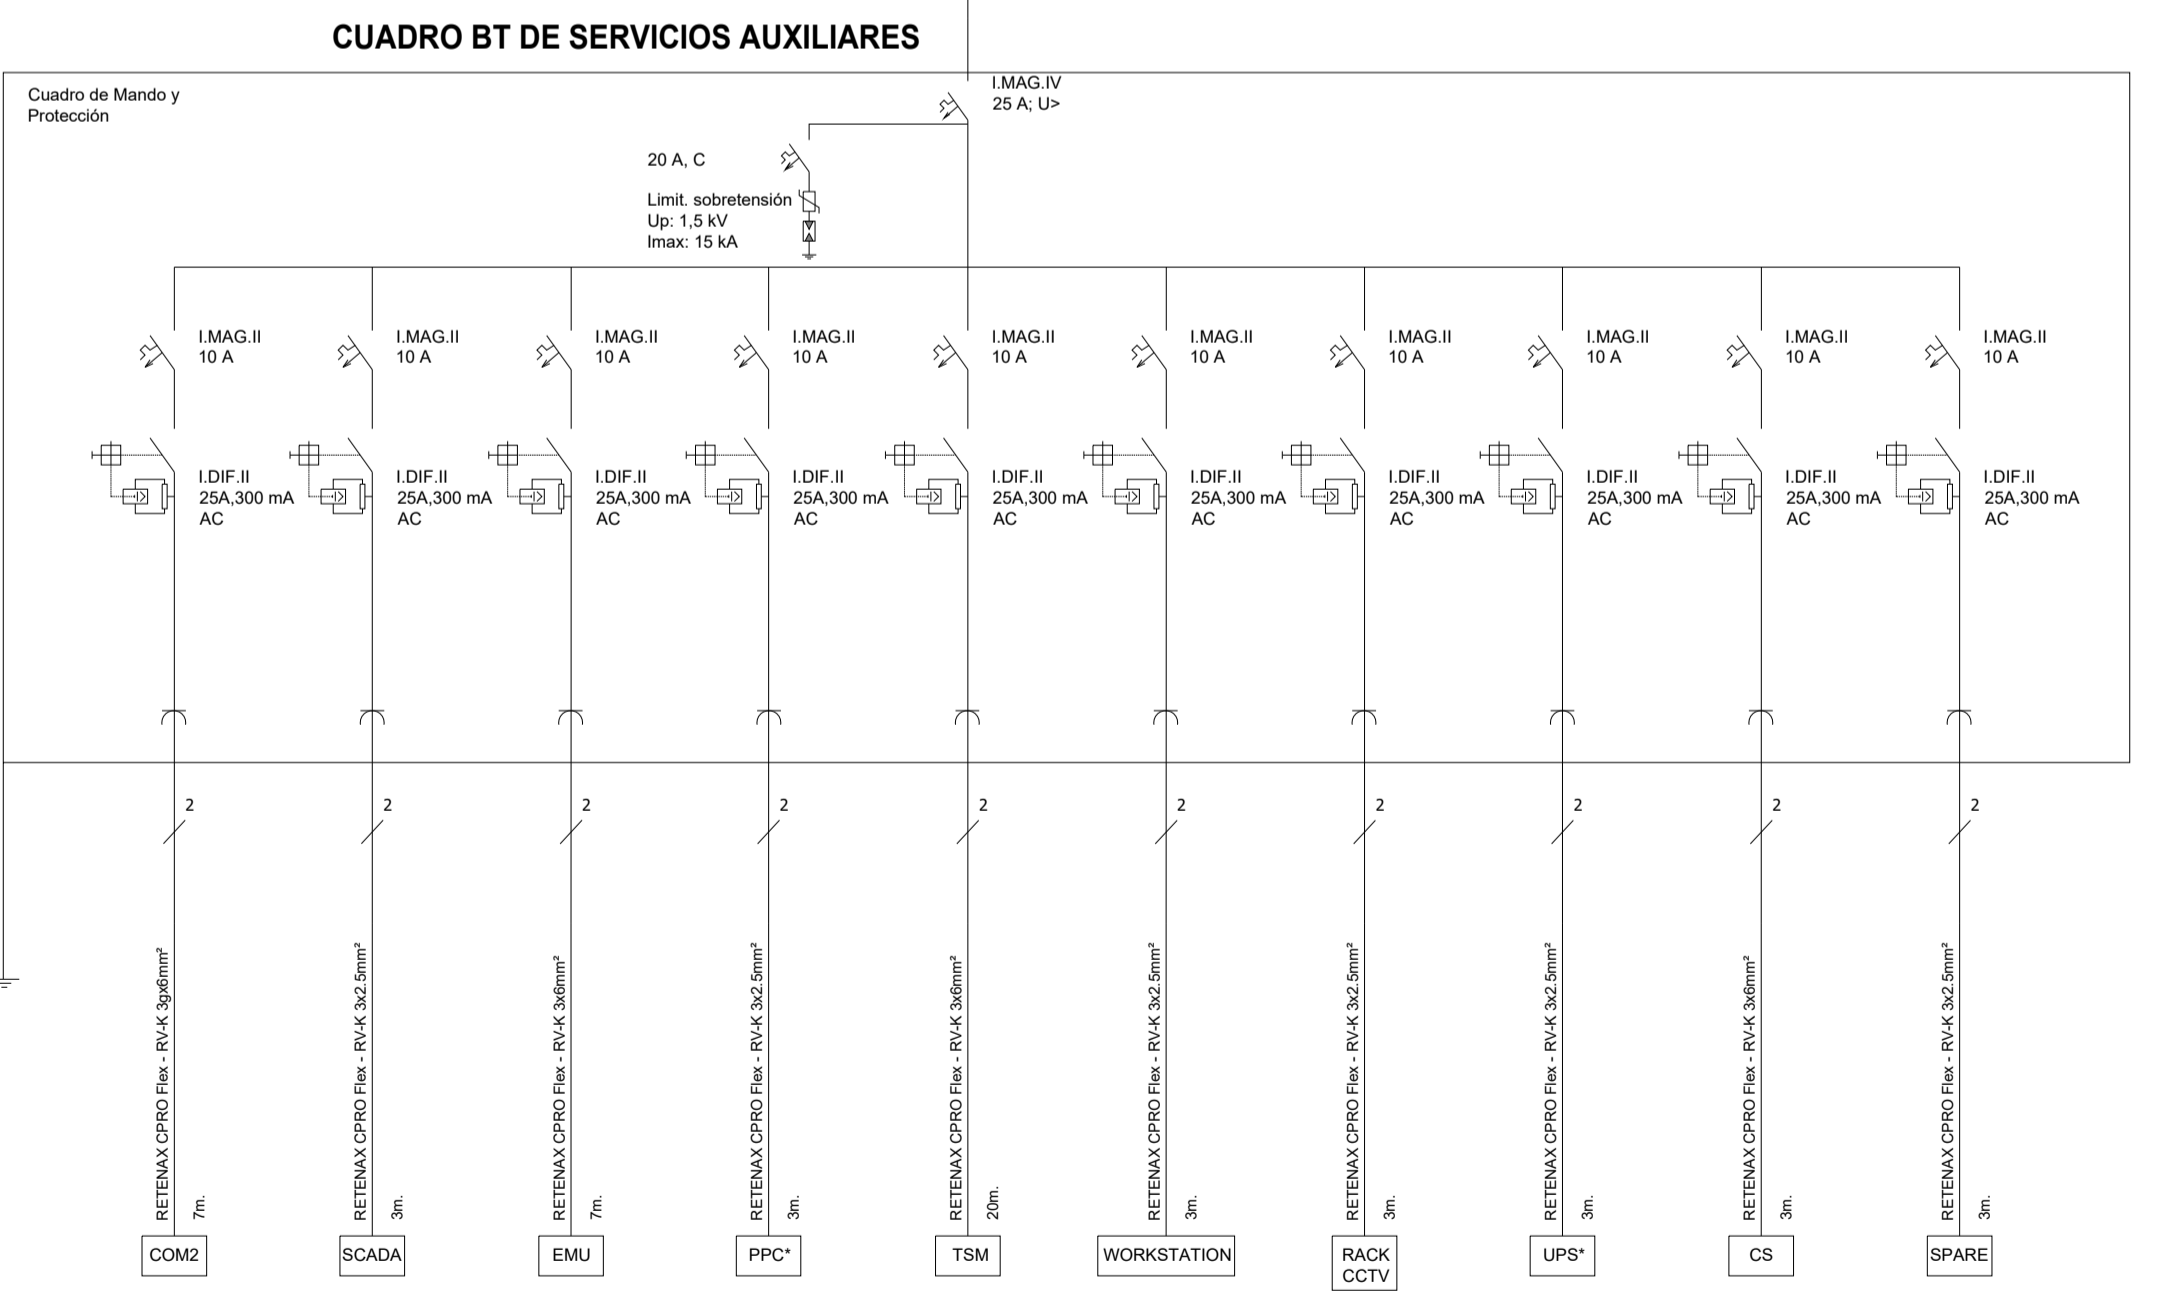 CUADRO BT DE SERVICIOS AUXILIARES
Cuadro de Mando y
Protección
I.MAG.IV
25 A; U>
20 A, C
Limit. sobretensión
Up: 1,5 kV
Imax: 15 kA
I.MAG.II
10 A
I.MAG.II
10 A
I.MAG.II
10 A
I.MAG.II
10 A
I.MAG.II
10 A
I.MAG.II
10 A
I.MAG.II
10 A
I.MAG.II
10 A
I.MAG.II
10 A
I.MAG.II
10 A
I.DIF.II
25A,300 mA
AC
I.DIF.II
25A,300 mA
AC
I.DIF.II
25A,300 mA
AC
I.DIF.II
25A,300 mA
AC
I.DIF.II
25A,300 mA
AC
I.DIF.II
25A,300 mA
AC
I.DIF.II
25A,300 mA
AC
I.DIF.II
25A,300 mA
AC
I.DIF.II
25A,300 mA
AC
I.DIF.II
25A,300 mA
AC
2
2
2
2
2
2
2
2
2
2
RETENAX CPRO Flex - RV-K 3gx6mm²
7m.
RETENAX CPRO Flex - RV-K 3x2.5mm²
3m.
RETENAX CPRO Flex - RV-K 3x6mm²
7m.
RETENAX CPRO Flex - RV-K 3x2.5mm²
3m.
RETENAX CPRO Flex - RV-K 3x6mm²
20m.
RETENAX CPRO Flex - RV-K 3x2.5mm²
3m.
RETENAX CPRO Flex - RV-K 3x2.5mm²
3m.
RETENAX CPRO Flex - RV-K 3x2.5mm²
3m.
RETENAX CPRO Flex - RV-K 3x6mm²
3m.
RETENAX CPRO Flex - RV-K 3x2.5mm²
3m.
COM2
SCADA
EMU
PPC*
TSM
WORKSTATION
RACK
CCTV
UPS*
CS
SPARE